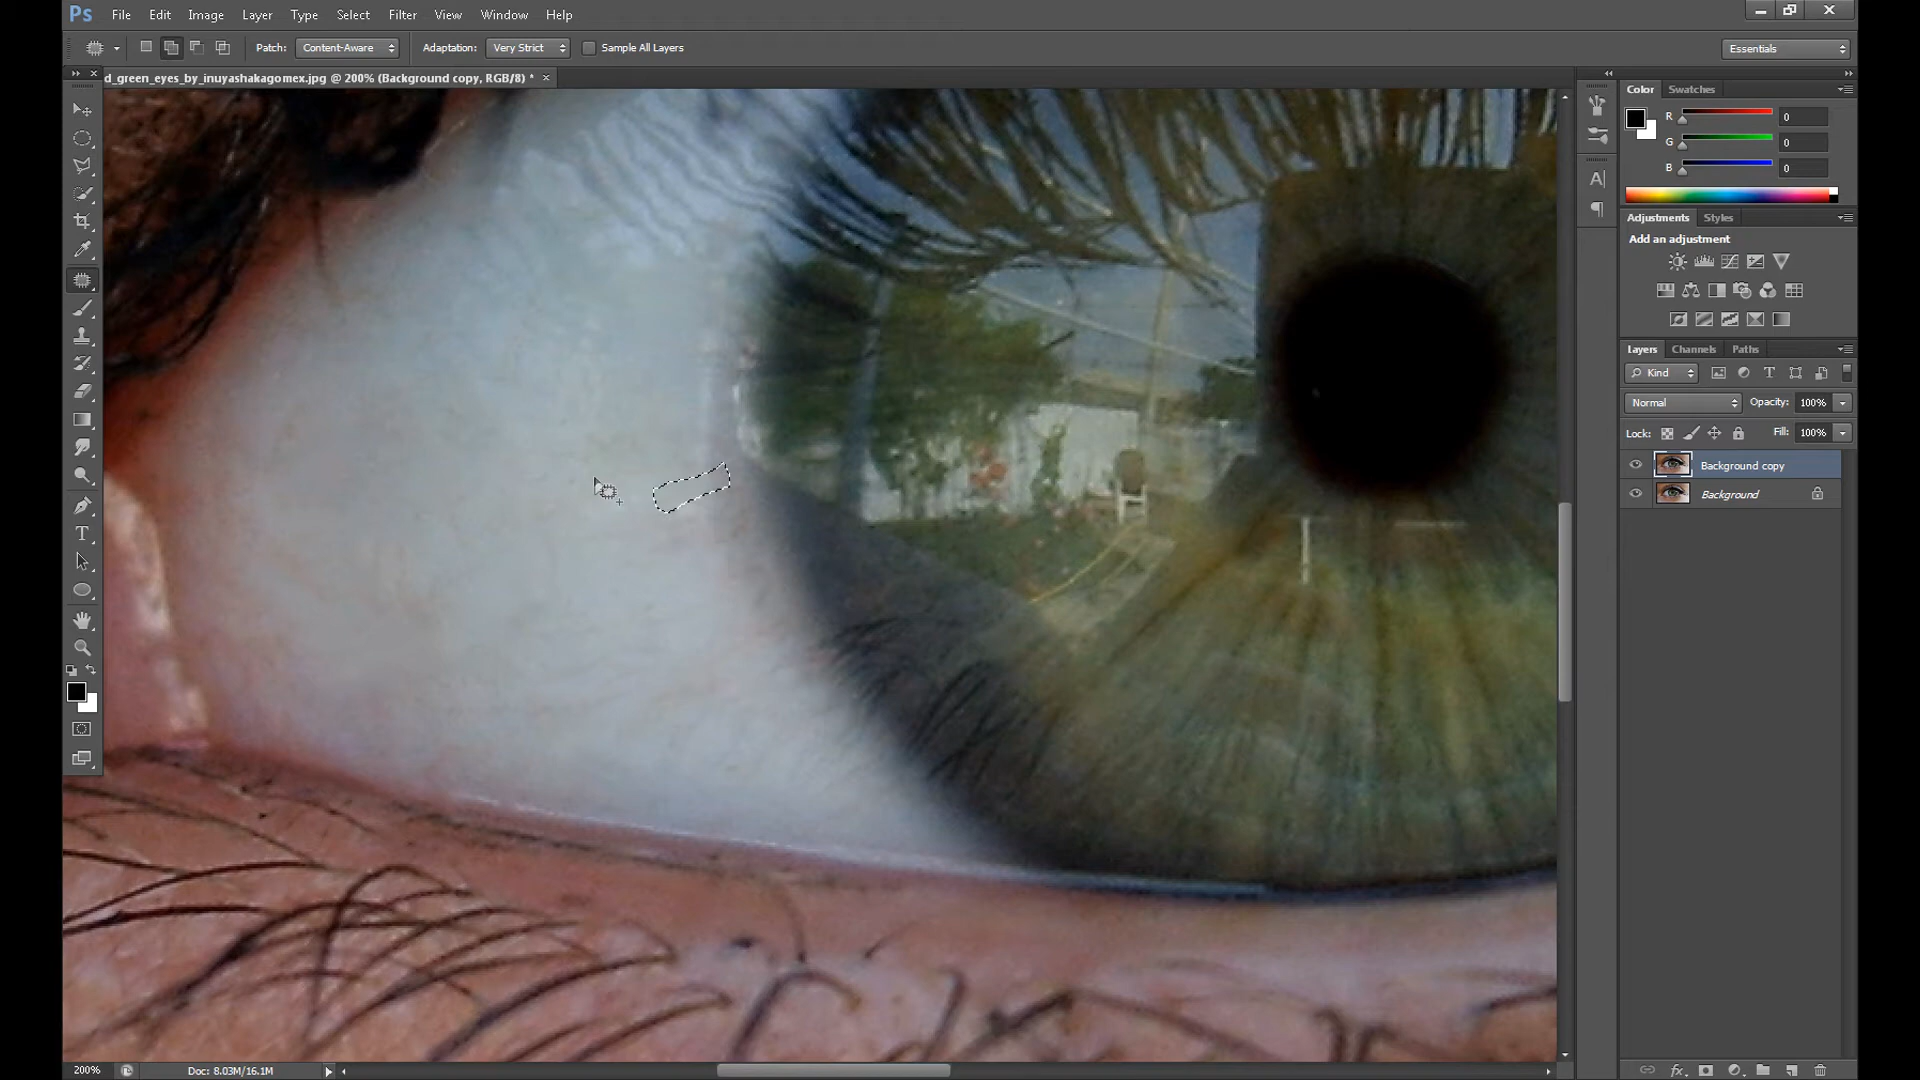 Ps File Edit Image Layer Type Select Filter View Window Help
Patch: Content-Aware Adaptation: Very Strict Sample All Layers Essentials
d_green_eyes_by_inuyashakagomex.jpg @ 200% (Background copy, RGB/8) *
Color Swatches
R 0
G 0
B 0
Adjustments Styles
Add an adjustment
Layers Channels Paths
Kind
Normal Opacity: 100%
Lock: Fill: 100%
Background copy
Background
200% Doc: 8.03M/16.1M